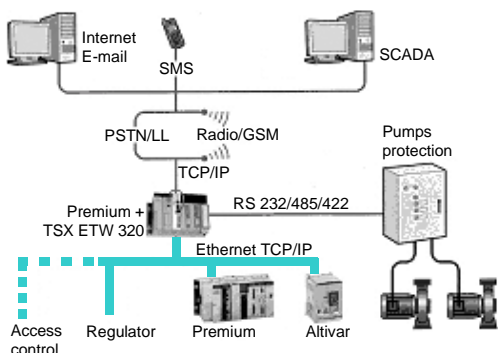 Internet
E-mail
SMS
SCADA
PSTN/LL
Radio/GSM
TCP/IP
Pumps
protection
Premium +
TSX ETW 320
RS 232/485/422
Ethernet TCP/IP
Access
control
Regulator
Premium
Altivar